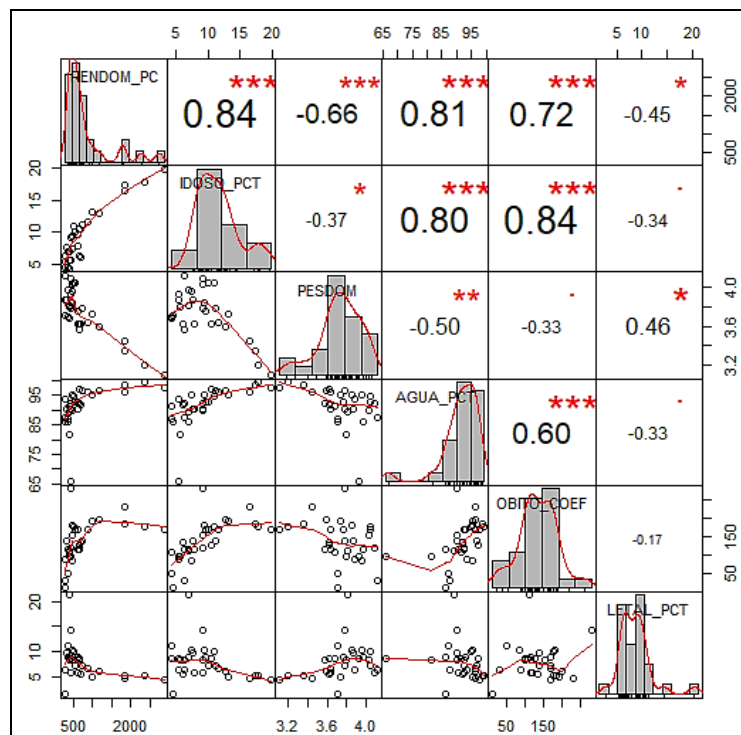 5 10 15 20 65 75 85 95 5 10 20
RENDOM_PC *** *** *** *** *
0.84 -0.66 0.81 0.72 -0.45
500 2000
5 10 15 20
IDOSO_PCT * *** *** .
-0.37 0.80 0.84 -0.34
PESDOM ** . *
-0.50 -0.33 0.46
3.2 3.6 4.0
65 75 85 95
AGUA_PCT *** .
0.60 -0.33
OBITO_COEF
-0.17
50 150
5 10 20
LETAL_PCT
500 2000 3.2 3.6 4.0 50 150